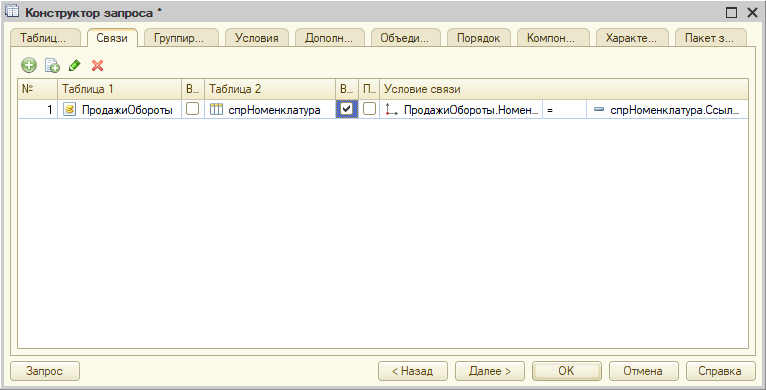 Конструктор запроса *
Таблиц... Связи Группир... Условия Дополн... Объеди... Порядок Компон... Характе... Пакет з...
№ Таблица 1 В... Таблица 2 В... П... Условие связи
1 ПродажиОбороты спрНоменклатура ПродажиОбороты.Номен... = спрНоменклатура.Ссыл...
Запрос < Назад Далее > OK Отмена Справка